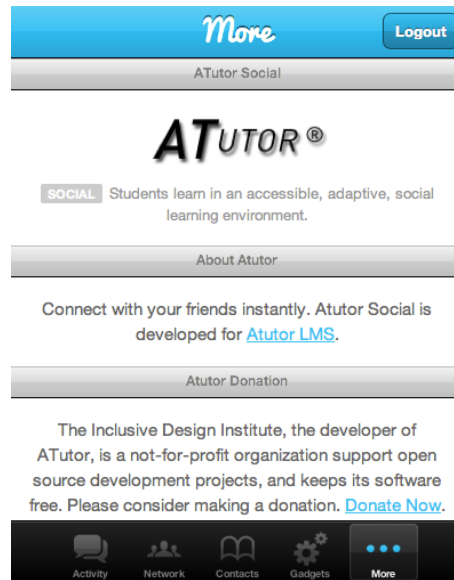 More
Logout
ATutor Social
ATUTOR®
SOCIAL Students learn in an accessible, adaptive, social
learning environment.
About Atutor
Connect with your friends instantly. Atutor Social is
developed for Atutor LMS.
Atutor Donation
The Inclusive Design Institute, the developer of
ATutor, is a not-for-profit organization support open
source development projects, and keeps its software
free. Please consider making a donation. Donate Now.
Activity Network Contacts Gadgets More